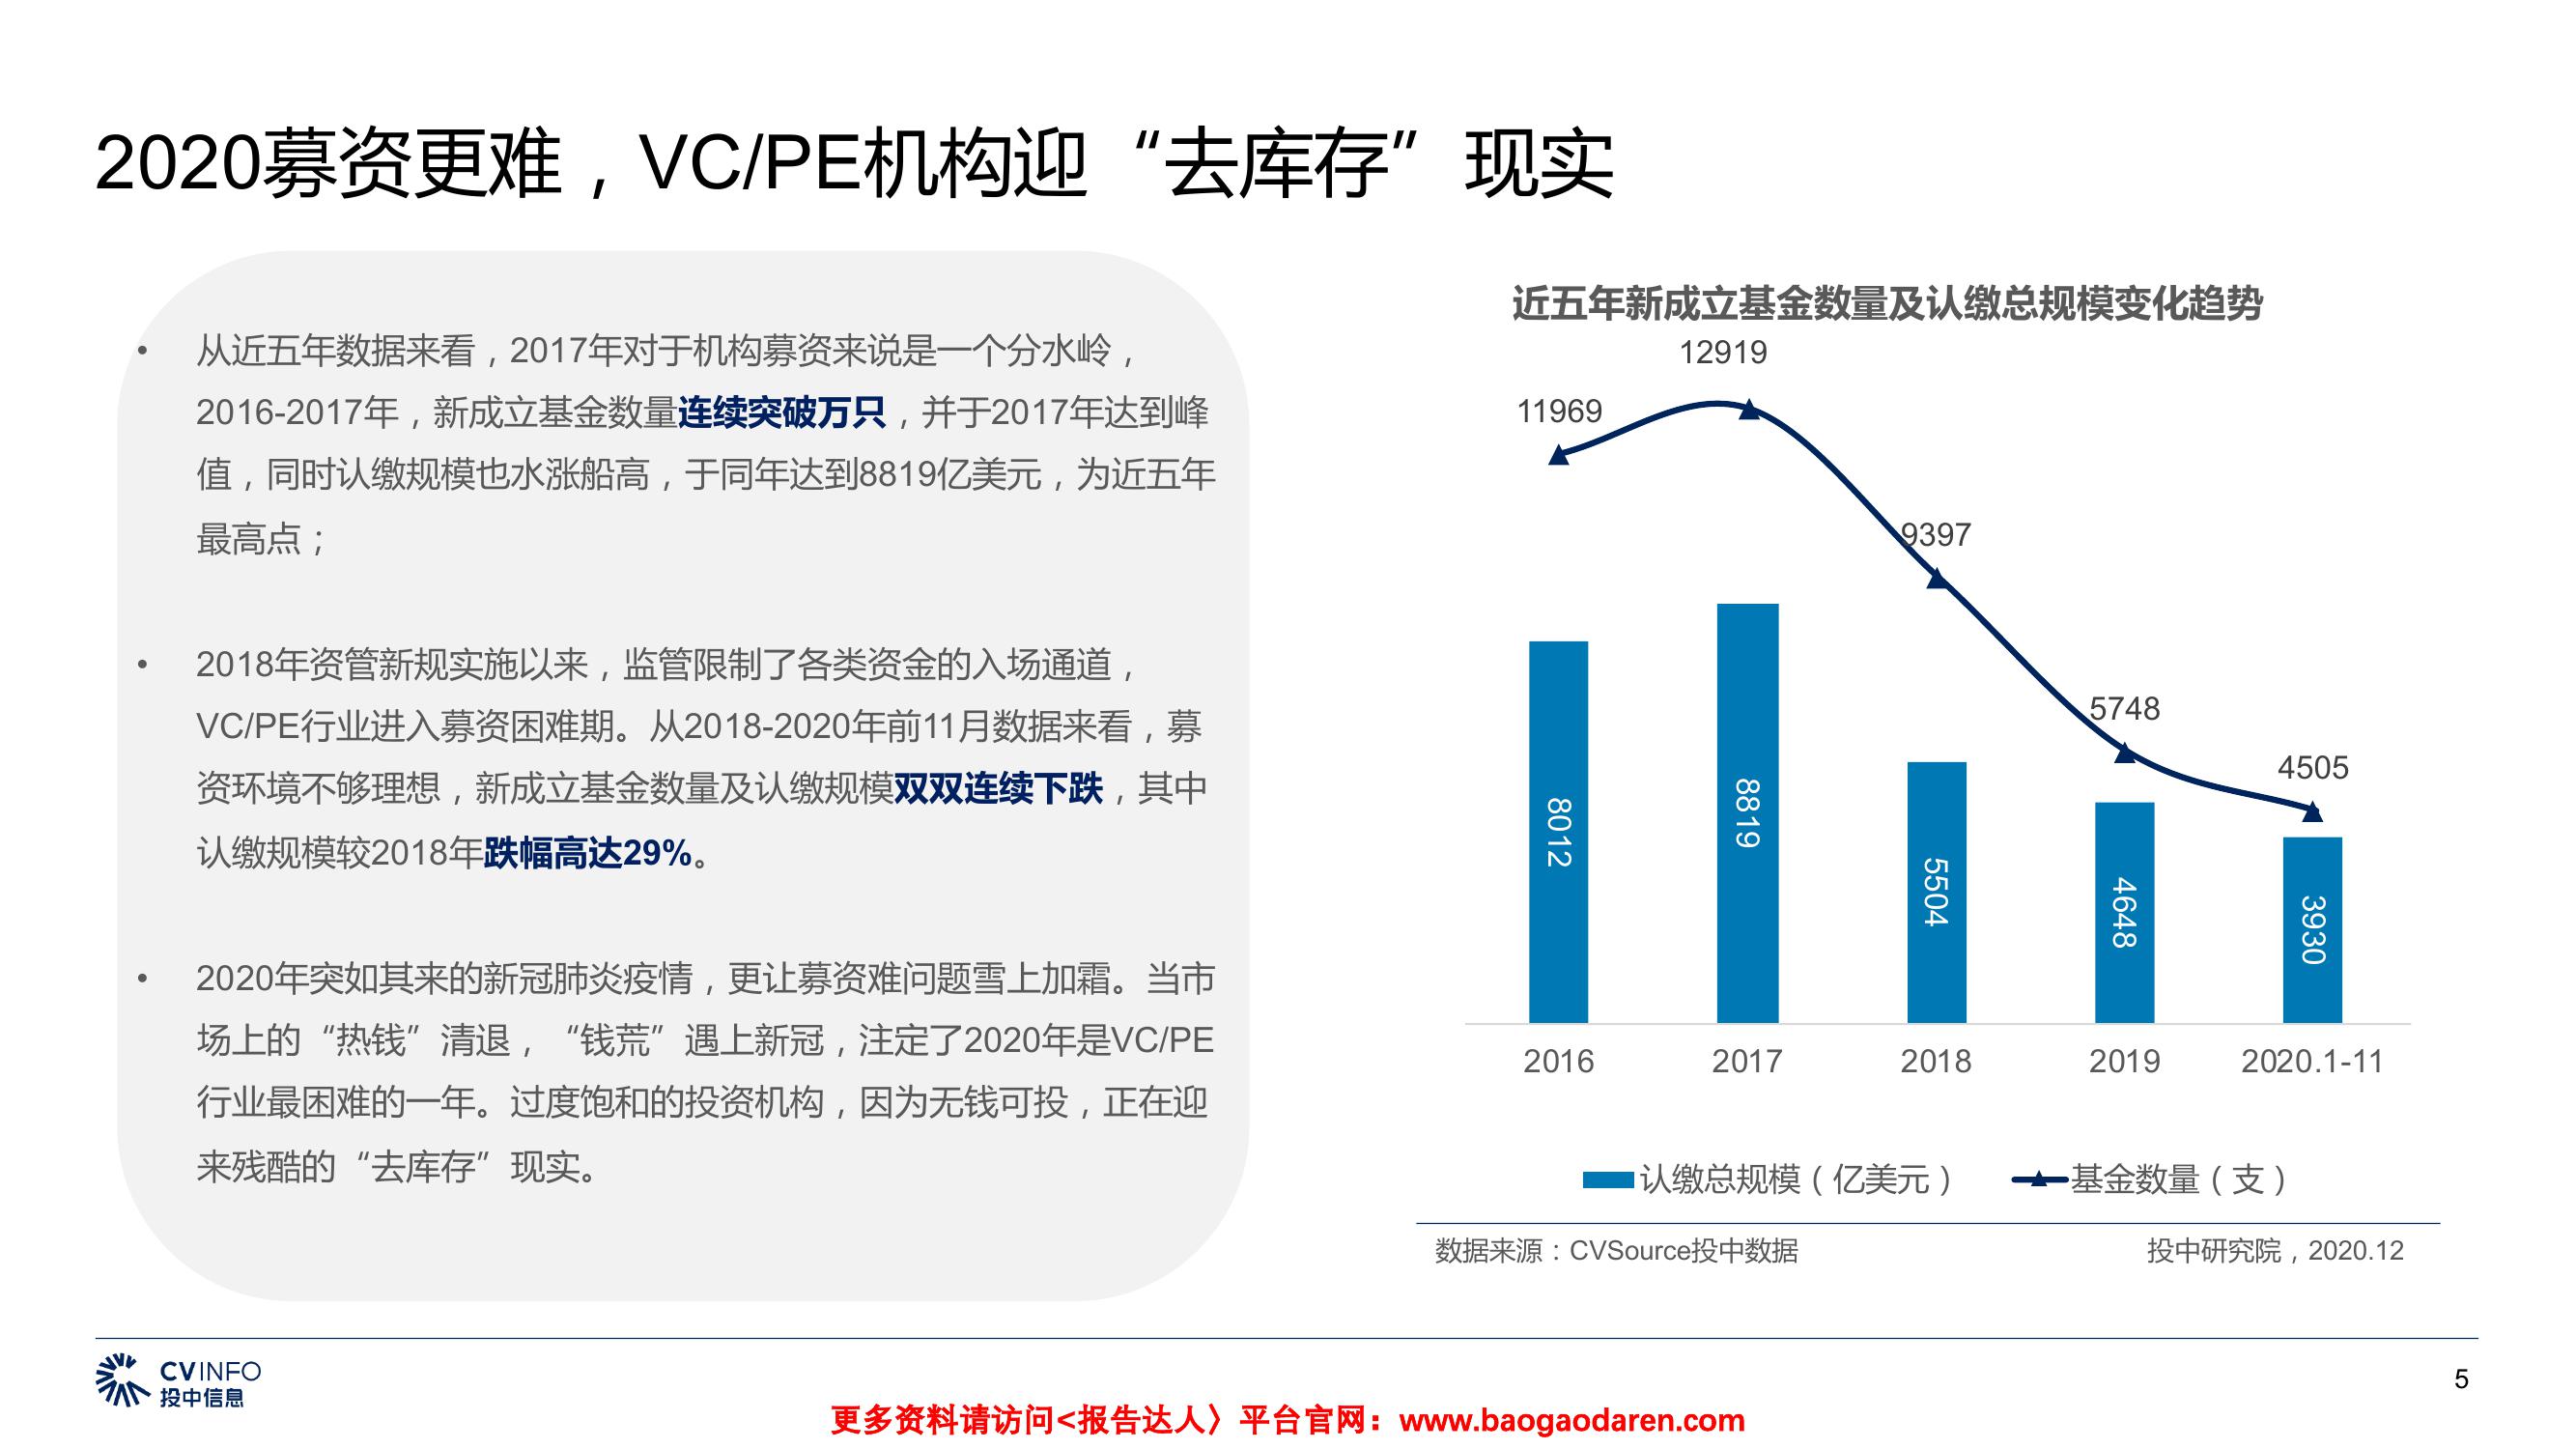 2020募资更难，VC/PE机构迎“去库存”现实
• 从近五年数据来看，2017年对于机构募资来说是一个分水岭，
2016-2017年，新成立基金数量连续突破万只，并于2017年达到峰
值，同时认缴规模也水涨船高，于同年达到8819亿美元，为近五年
最高点；
• 2018年资管新规实施以来，监管限制了各类资金的入场通道，
VC/PE行业进入募资困难期。从2018-2020年前11月数据来看，募
资环境不够理想，新成立基金数量及认缴规模双双连续下跌，其中
认缴规模较2018年跌幅高达29%。
• 2020年突如其来的新冠肺炎疫情，更让募资难问题雪上加霜。当市
场上的“热钱”清退，“钱荒”遇上新冠，注定了2020年是VC/PE
行业最困难的一年。过度饱和的投资机构，因为无钱可投，正在迎
来残酷的“去库存”现实。
近五年新成立基金数量及认缴总规模变化趋势
12919
11969
9397
5748
4505
8012
8819
5504
4648
3930
2016
2017
2018
2019
2020.1-11
认缴总规模（亿美元）
基金数量（支）
数据来源：CVSource投中数据
投中研究院，2020.12
CVINFO
投中信息
5
更多资料请访问<报告达人〉平台官网：www.baogaodaren.com